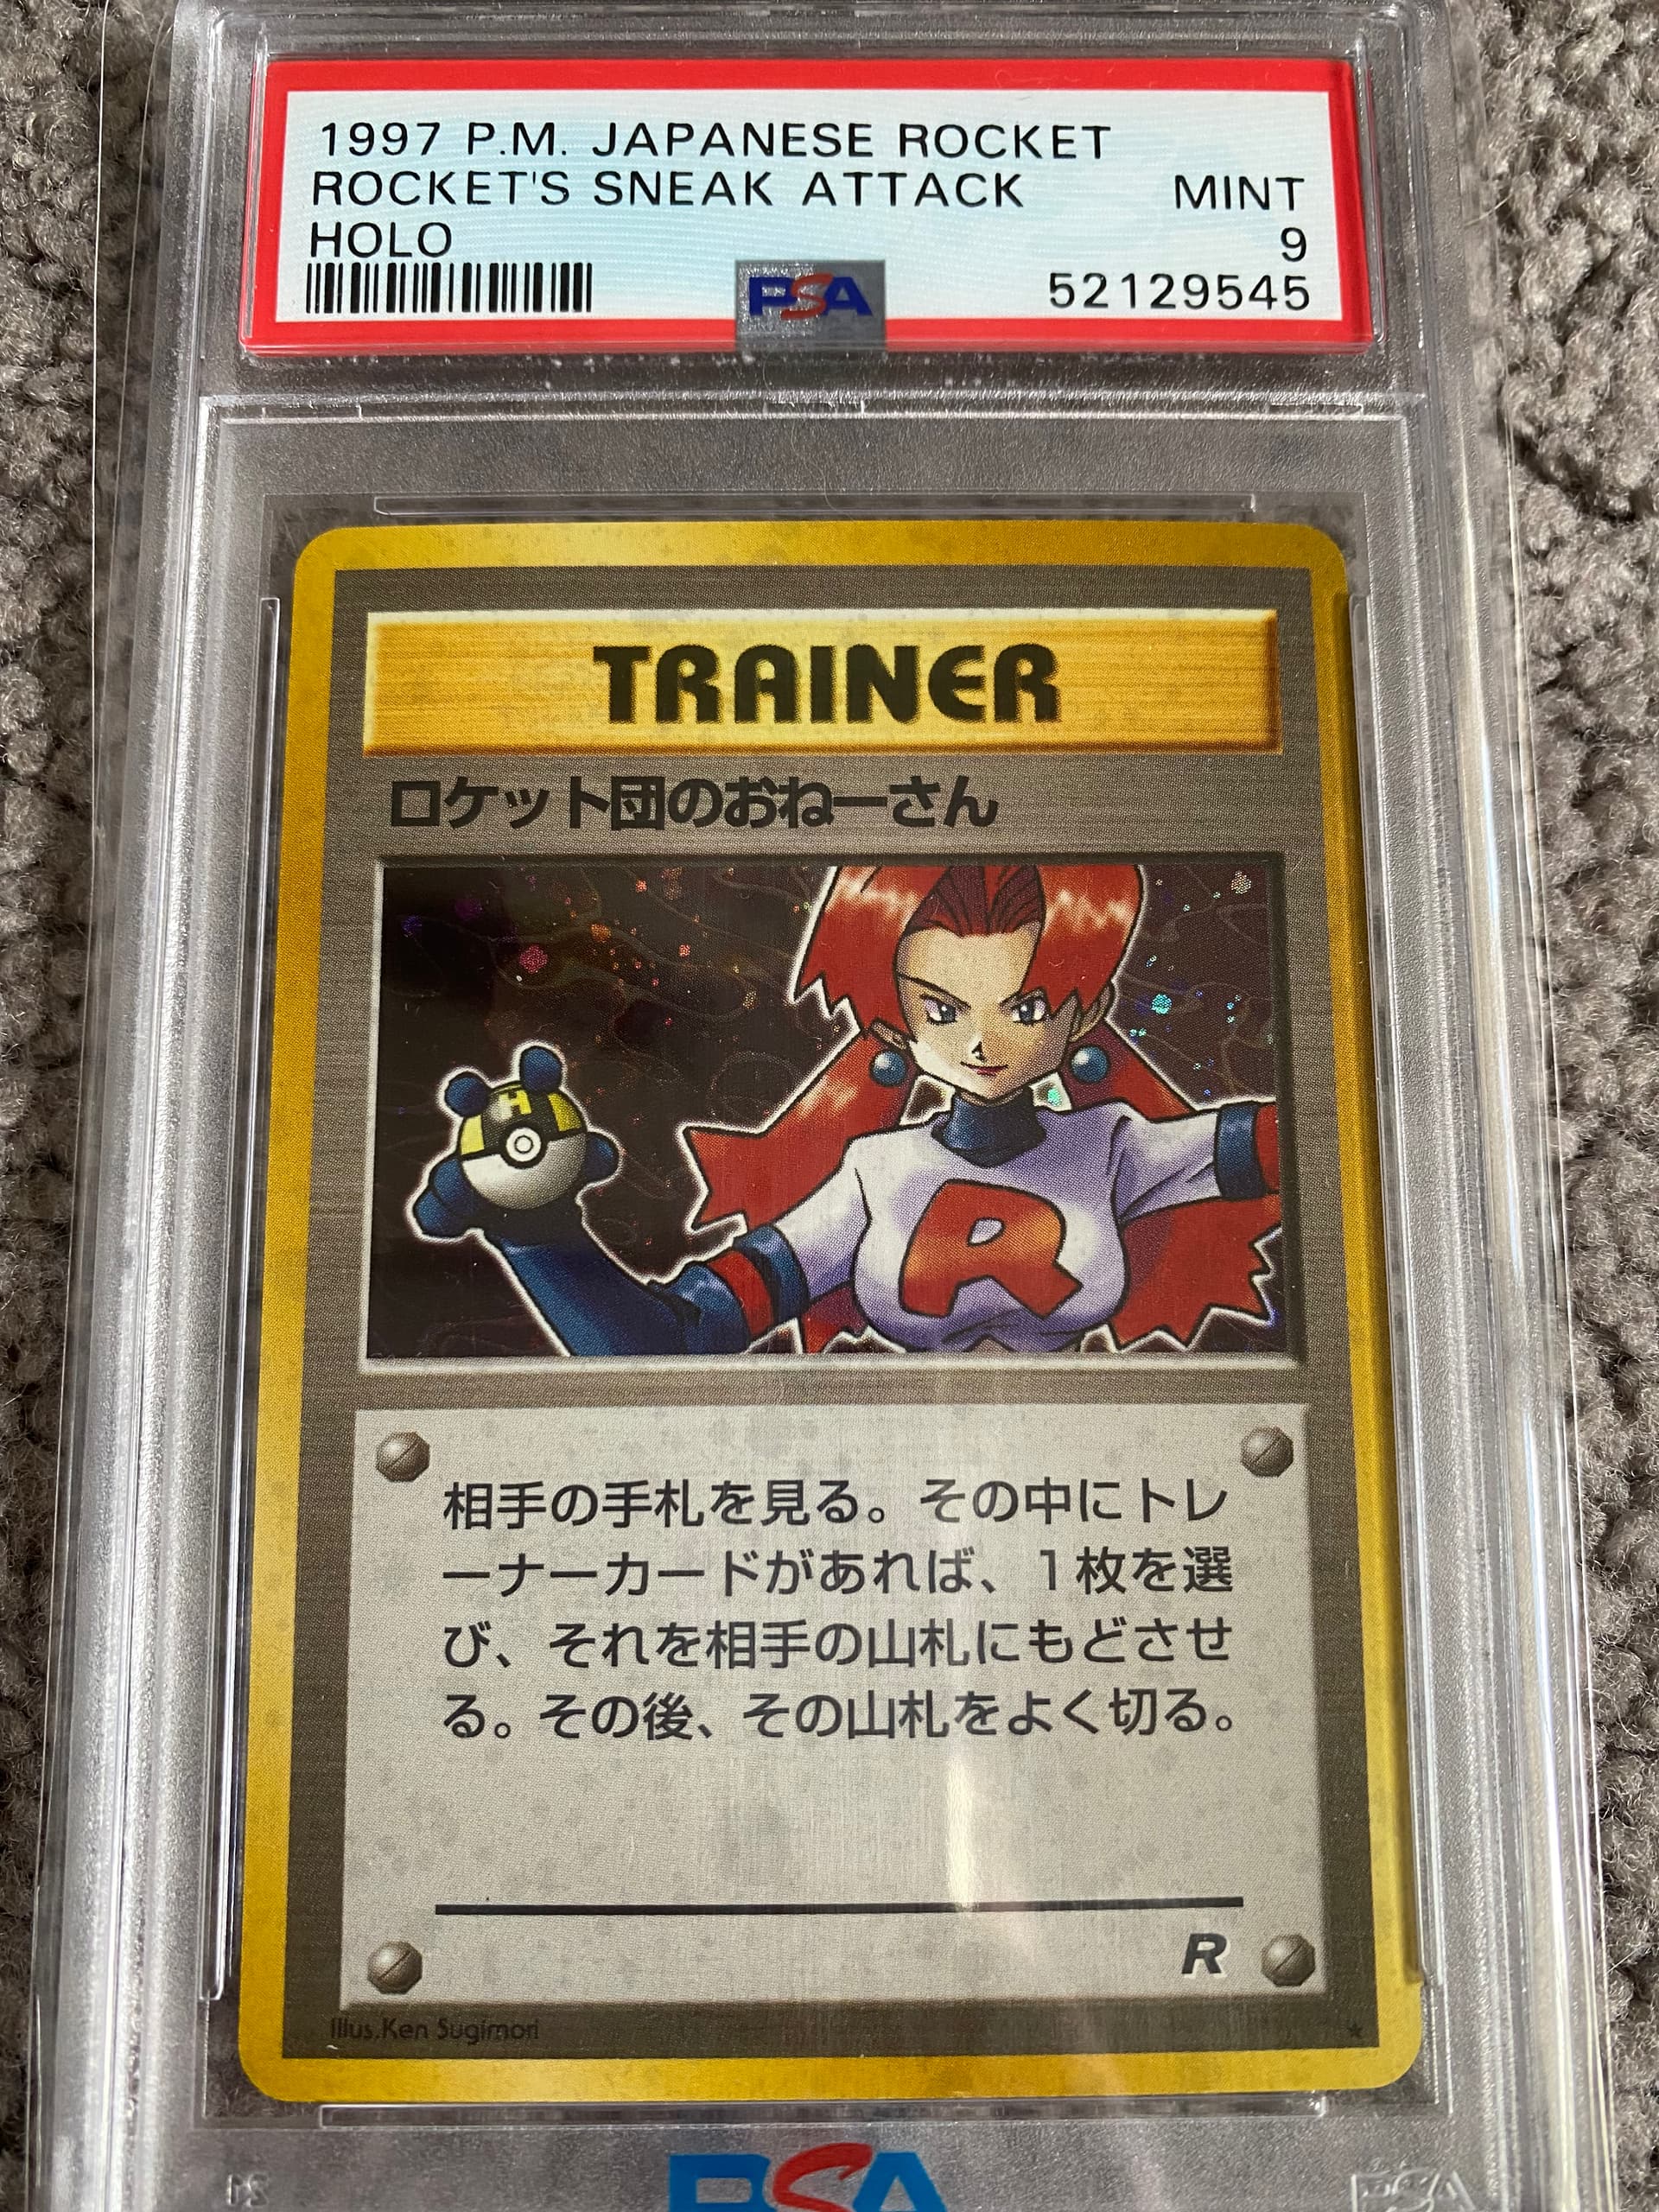 1997 P.M. JAPANESE ROCKET
ROCKET'S SNEAK ATTACK MINT
HOLO 9
PSA 52129545
TRAINER
ロケット団のおねーさん
H
R
相手の手札を見る。その中にトレ
ーナーカードがあれば、1枚を選
び、それを相手の山札にもどさせ
る。その後、その山札をよく切る。
R
Illus.Ken Sugimori
PSA
PSA